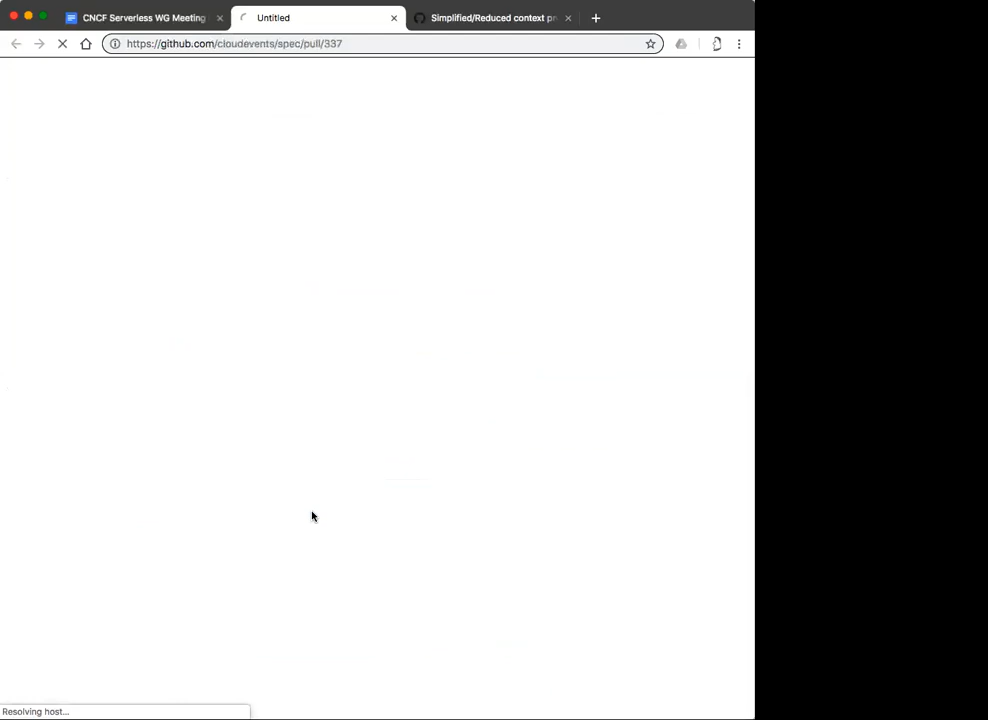 CNCF Serverless WG Meeting
Untitled
Simplified/Reduced context pr
https://github.com/cloudevents/spec/pull/337
Resolving host...